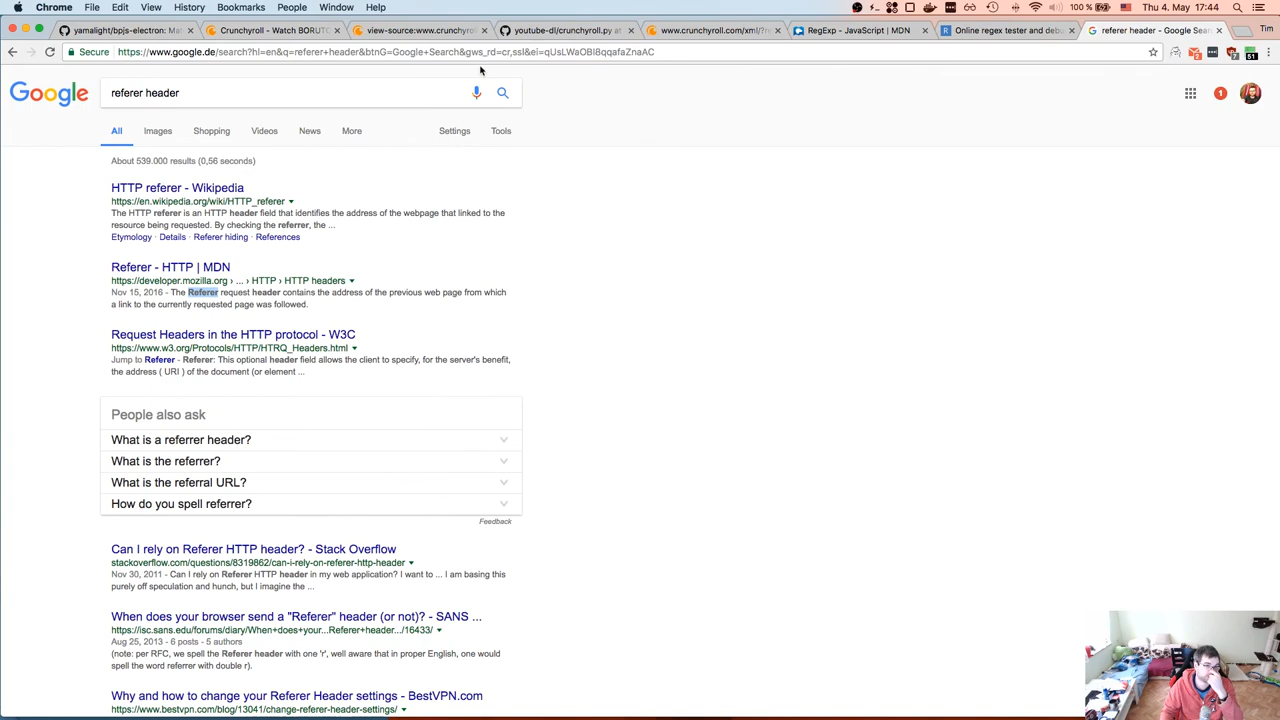 Chrome File Edit View History Bookmarks People Window Help
100 % Thu 4. May 17:44
yamalight/bpjs-electron: Ma
Crunchyroll - Watch BORUTO
view-source:www.crunchyroll
youtube-dl/crunchyroll.py at
www.crunchyroll.com/xml/?re
RegExp - JavaScript | MDN
Online regex tester and debu
referer header - Google Sear
Tim
Secure https://www.google.de/search?hl=en&q=referer+header&btnG=Google+Search&gws_rd=cr,ssl&ei=qUsLWaOBI8qqafaZnaAC
2 7 51
Google
referer header
1
All Images Shopping Videos News More Settings Tools
About 539.000 results (0,56 seconds)
HTTP referer - Wikipedia
https://en.wikipedia.org/wiki/HTTP_referer
The HTTP referer is an HTTP header field that identifies the address of the webpage that linked to the
resource being requested. By checking the referrer, the ...
Etymology · Details · Referer hiding · References
Referer - HTTP | MDN
https://developer.mozilla.org › ... › HTTP › HTTP headers
Nov 15, 2016 - The Referer request header contains the address of the previous web page from which
a link to the currently requested page was followed.
Request Headers in the HTTP protocol - W3C
https://www.w3.org/Protocols/HTTP/HTRQ_Headers.html
Jump to Referer - Referer: This optional header field allows the client to specify, for the server's benefit,
the address ( URI ) of the document (or element ...
People also ask
What is a referrer header?
What is the referrer?
What is the referral URL?
How do you spell referrer?
Feedback
Can I rely on Referer HTTP header? - Stack Overflow
stackoverflow.com/questions/8319862/can-i-rely-on-referer-http-header
Nov 30, 2011 - Can I rely on Referer HTTP header in my web application? I want to ... I am basing this
purely off speculation and hunch, but I imagine the ...
When does your browser send a "Referer" header (or not)? - SANS ...
https://isc.sans.edu/forums/diary/When+does+your...Referer+header.../16433/
Aug 25, 2013 - 6 posts - 5 authors
(note: per RFC, we spell the Referer header with one 'r', well aware that in proper English, one would
spell the word referrer with double r).
Why and how to change your Referer Header settings - BestVPN.com
https://www.bestvpn.com/blog/13041/change-referer-header-settings/